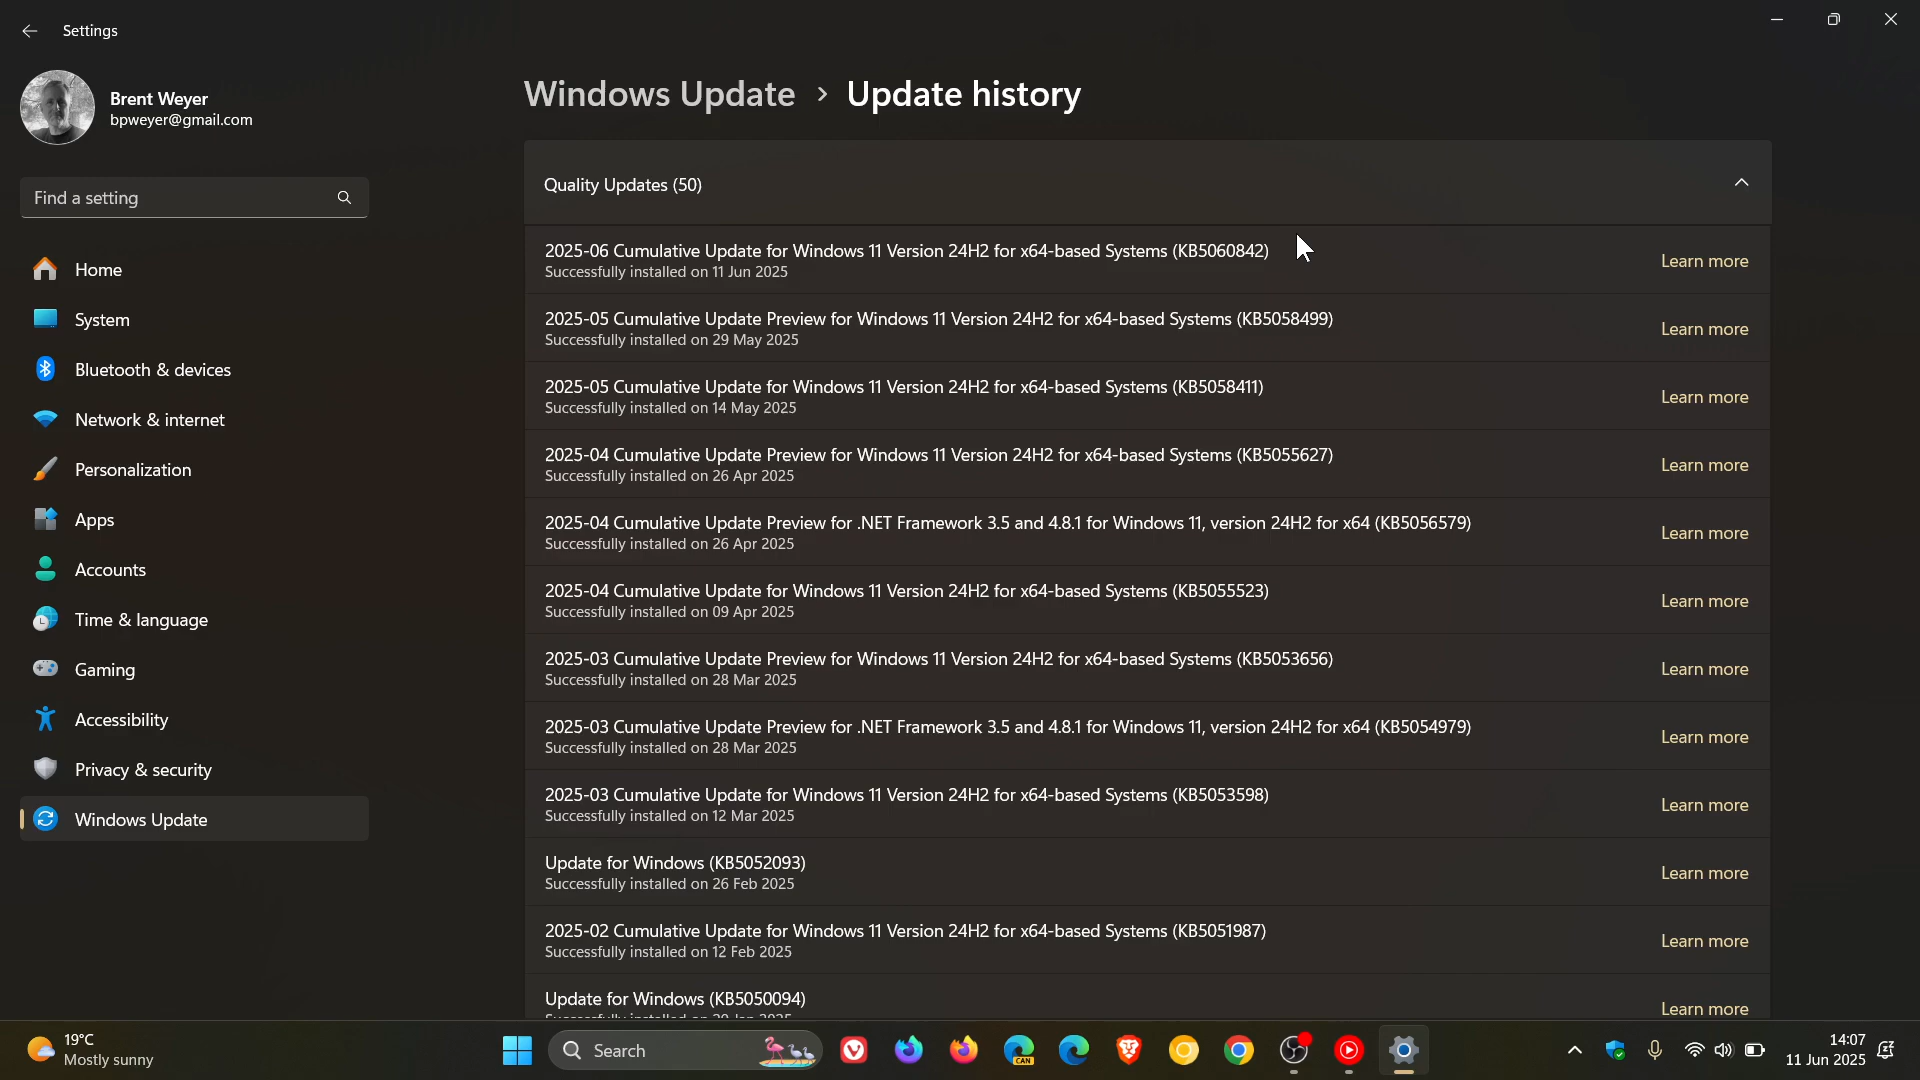 Settings
Brent Weyer
bpweyer@gmail.com
Find a setting
Home
System
Bluetooth & devices
Network & internet
Personalization
Apps
Accounts
Time & language
Gaming
Accessibility
Privacy & security
Windows Update
Windows Update > Update history
Quality Updates (50)
2025-06 Cumulative Update for Windows 11 Version 24H2 for x64-based Systems (KB5060842)
Successfully installed on 11 Jun 2025
Learn more
2025-05 Cumulative Update Preview for Windows 11 Version 24H2 for x64-based Systems (KB5058499)
Successfully installed on 29 May 2025
Learn more
2025-05 Cumulative Update for Windows 11 Version 24H2 for x64-based Systems (KB5058411)
Successfully installed on 14 May 2025
Learn more
2025-04 Cumulative Update Preview for Windows 11 Version 24H2 for x64-based Systems (KB5055627)
Successfully installed on 26 Apr 2025
Learn more
2025-04 Cumulative Update Preview for .NET Framework 3.5 and 4.8.1 for Windows 11, version 24H2 for x64 (KB5056579)
Successfully installed on 26 Apr 2025
Learn more
2025-04 Cumulative Update for Windows 11 Version 24H2 for x64-based Systems (KB5055523)
Successfully installed on 09 Apr 2025
Learn more
2025-03 Cumulative Update Preview for Windows 11 Version 24H2 for x64-based Systems (KB5053656)
Successfully installed on 28 Mar 2025
Learn more
2025-03 Cumulative Update Preview for .NET Framework 3.5 and 4.8.1 for Windows 11, version 24H2 for x64 (KB5054979)
Successfully installed on 28 Mar 2025
Learn more
2025-03 Cumulative Update for Windows 11 Version 24H2 for x64-based Systems (KB5053598)
Successfully installed on 12 Mar 2025
Learn more
Update for Windows (KB5052093)
Successfully installed on 26 Feb 2025
Learn more
2025-02 Cumulative Update for Windows 11 Version 24H2 for x64-based Systems (KB5051987)
Successfully installed on 12 Feb 2025
Learn more
Update for Windows (KB5050094)
Learn more
19°C
Mostly sunny
Search
CAN
14:07
11 Jun 2025